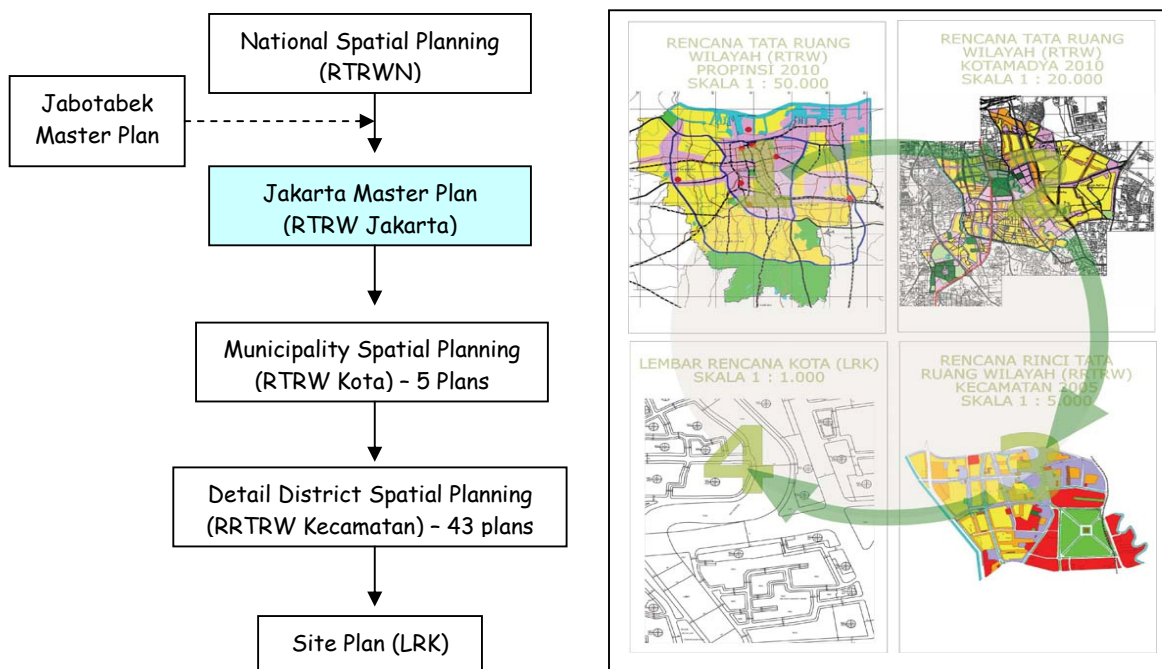 National Spatial Planning
(RTRWN)
Jabotabek
Master Plan
Jakarta Master Plan
(RTRW Jakarta)
Municipality Spatial Planning
(RTRW Kota) – 5 Plans
Detail District Spatial Planning
(RRTRW Kecamatan) – 43 plans
Site Plan (LRK)
RENCANA TATA RUANG
WILAYAH (RTRW)
PROPINSI 2010
SKALA 1 : 50.000
RENCANA TATA RUANG
WILAYAH (RTRW)
KOTAMADYA 2010
SKALA 1 : 20.000
LEMBAR RENCANA KOTA (LRK)
SKALA 1 : 1.000
4
RENCANA RINCI TATA
RUANG WILAYAH (RRTRW)
KECAMATAN 2005
SKALA 1 : 5.000
3